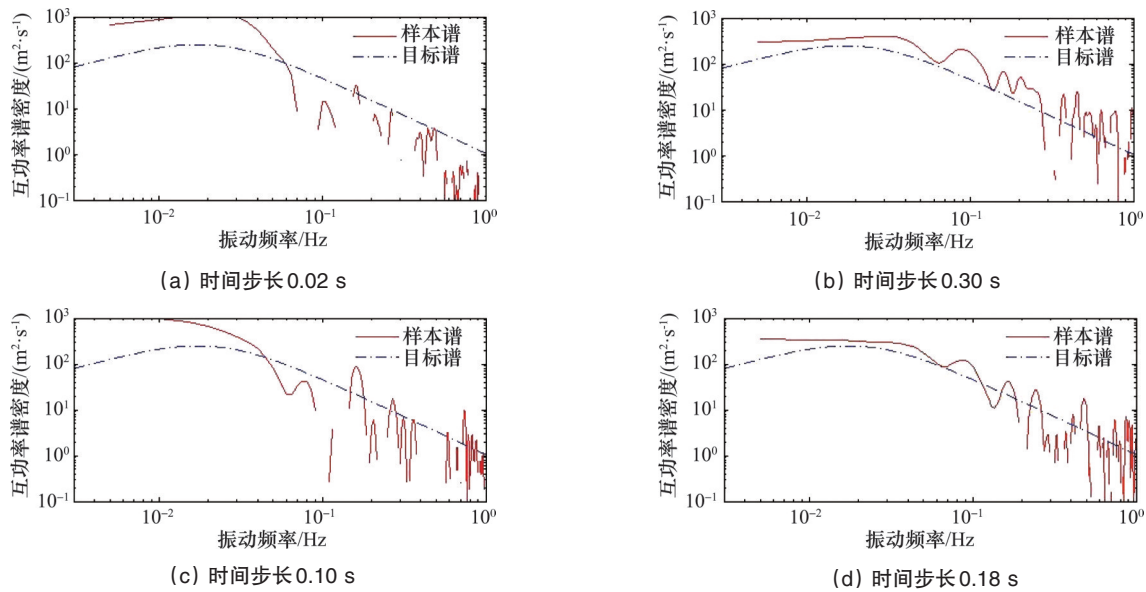 10³
10²
10¹
10⁰
10⁻¹
互功率谱密度/(m²·s⁻¹)
样本谱
目标谱
10⁻²
10⁻¹
10⁰
振动频率/Hz
(a) 时间步长0.02 s
10³
10²
10¹
10⁰
10⁻¹
互功率谱密度/(m²·s⁻¹)
样本谱
目标谱
10⁻²
10⁻¹
10⁰
振动频率/Hz
(b) 时间步长0.30 s
10³
10²
10¹
10⁰
10⁻¹
互功率谱密度/(m²·s⁻¹)
样本谱
目标谱
10⁻²
10⁻¹
10⁰
振动频率/Hz
(c) 时间步长0.10 s
10³
10²
10¹
10⁰
10⁻¹
互功率谱密度/(m²·s⁻¹)
样本谱
目标谱
10⁻²
10⁻¹
10⁰
振动频率/Hz
(d) 时间步长0.18 s